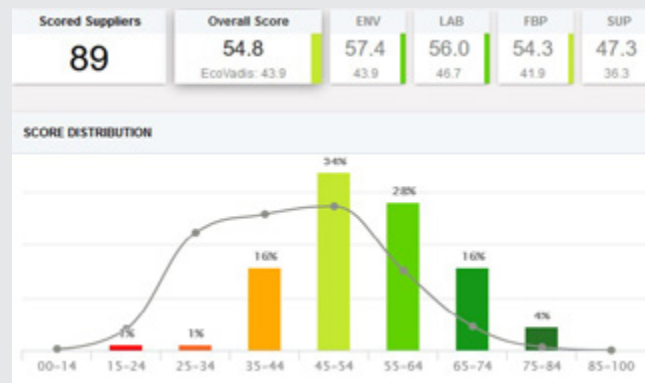 Scored Suppliers
89
Overall Score
54.8
EcoVadis: 43.9
ENV
57.4
43.9
LAB
56.0
46.7
FBP
54.3
41.9
SUP
47.3
36.3
SCORE DISTRIBUTION
34%
28%
16%
16%
4%
1%
1%
00-14 15-24 25-34 35-44 45-54 55-64 65-74 75-84 85-100